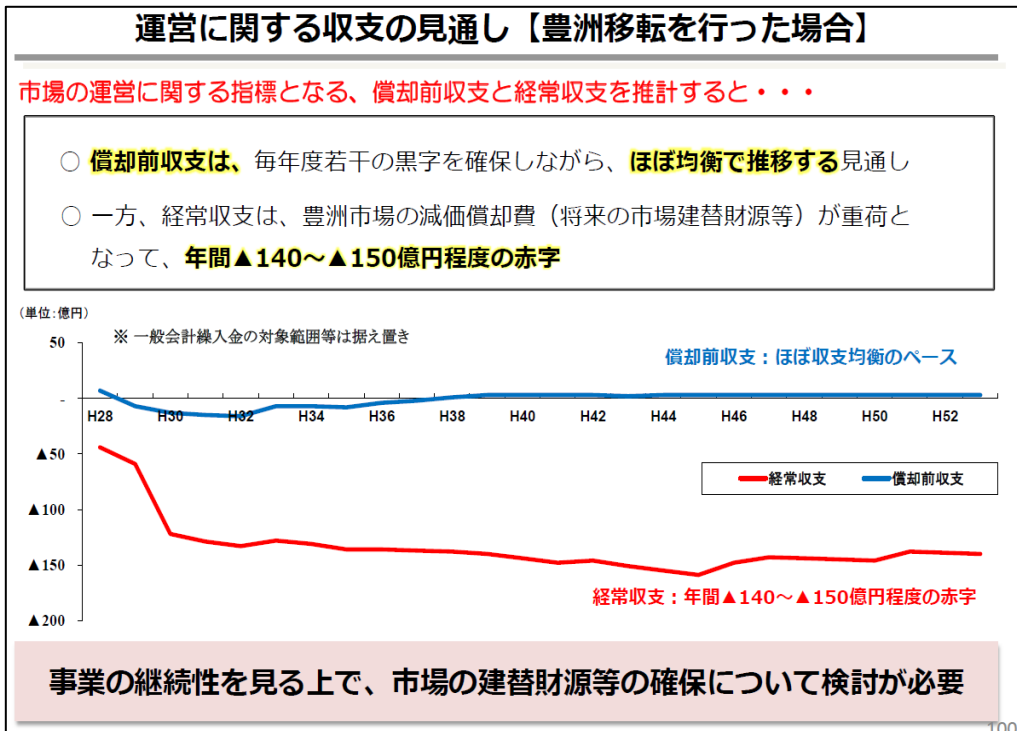 運営に関する収支の見通し【豊洲移転を行った場合】
市場の運営に関する指標となる、償却前収支と経常収支を推計すると・・・
○ 償却前収支は、毎年度若干の黒字を確保しながら、ほぼ均衡で推移する見通し
○ 一方、経常収支は、豊洲市場の減価償却費（将来の市場建替財源等）が重荷と
なって、年間▲140～▲150億円程度の赤字
（単位：億円）
50
※ 一般会計繰入金の対象範囲等は据え置き
償却前収支：ほぼ収支均衡のペース
-
H28 H30 H32 H34 H36 H38 H40 H42 H44 H46 H48 H50 H52
▲50
経常収支 償却前収支
▲100
▲150
経常収支：年間▲140～▲150億円程度の赤字
▲200
事業の継続性を見る上で、市場の建替財源等の確保について検討が必要
100